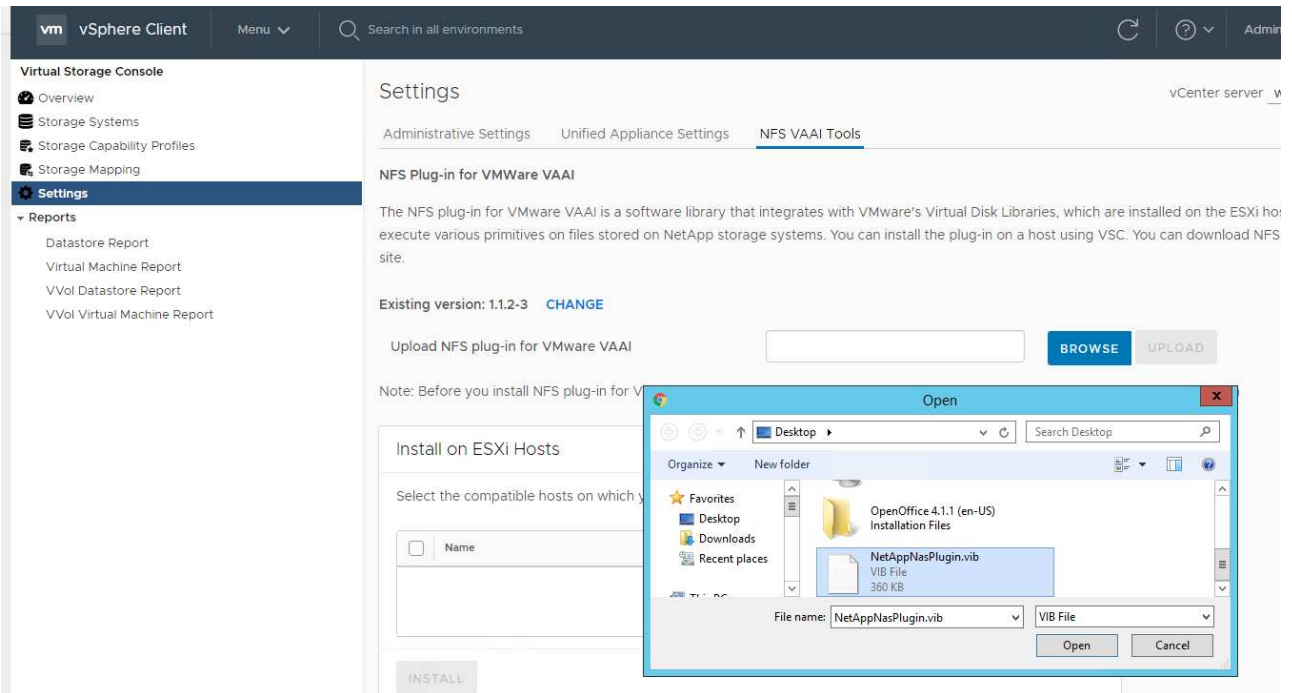 vm vSphere Client Menu Search in all environments Admin
Virtual Storage Console
Overview
Storage Systems
Storage Capability Profiles
Storage Mapping
Settings
Reports
Datastore Report
Virtual Machine Report
VVol Datastore Report
VVol Virtual Machine Report
Settings
vCenter server w
Administrative Settings Unified Appliance Settings NFS VAAI Tools
NFS Plug-in for VMWare VAAI
The NFS plug-in for VMware VAAI is a software library that integrates with VMware's Virtual Disk Libraries, which are installed on the ESXi hos
execute various primitives on files stored on NetApp storage systems. You can install the plug-in on a host using VSC. You can download NFS
site.
Existing version: 1.1.2-3 CHANGE
Upload NFS plug-in for VMware VAAI BROWSE UPLOAD
Note: Before you install NFS plug-in for V
Install on ESXi Hosts
Select the compatible hosts on which y
Name
INSTALL
Open
x
Desktop
Search Desktop
Organize New folder
Favorites
Desktop
Downloads
Recent places
OpenOffice 4.1.1 (en-US)
Installation Files
NetAppNasPlugin.vib
VIB File
360 KB
File name: NetAppNasPlugin.vib VIB File
Open Cancel